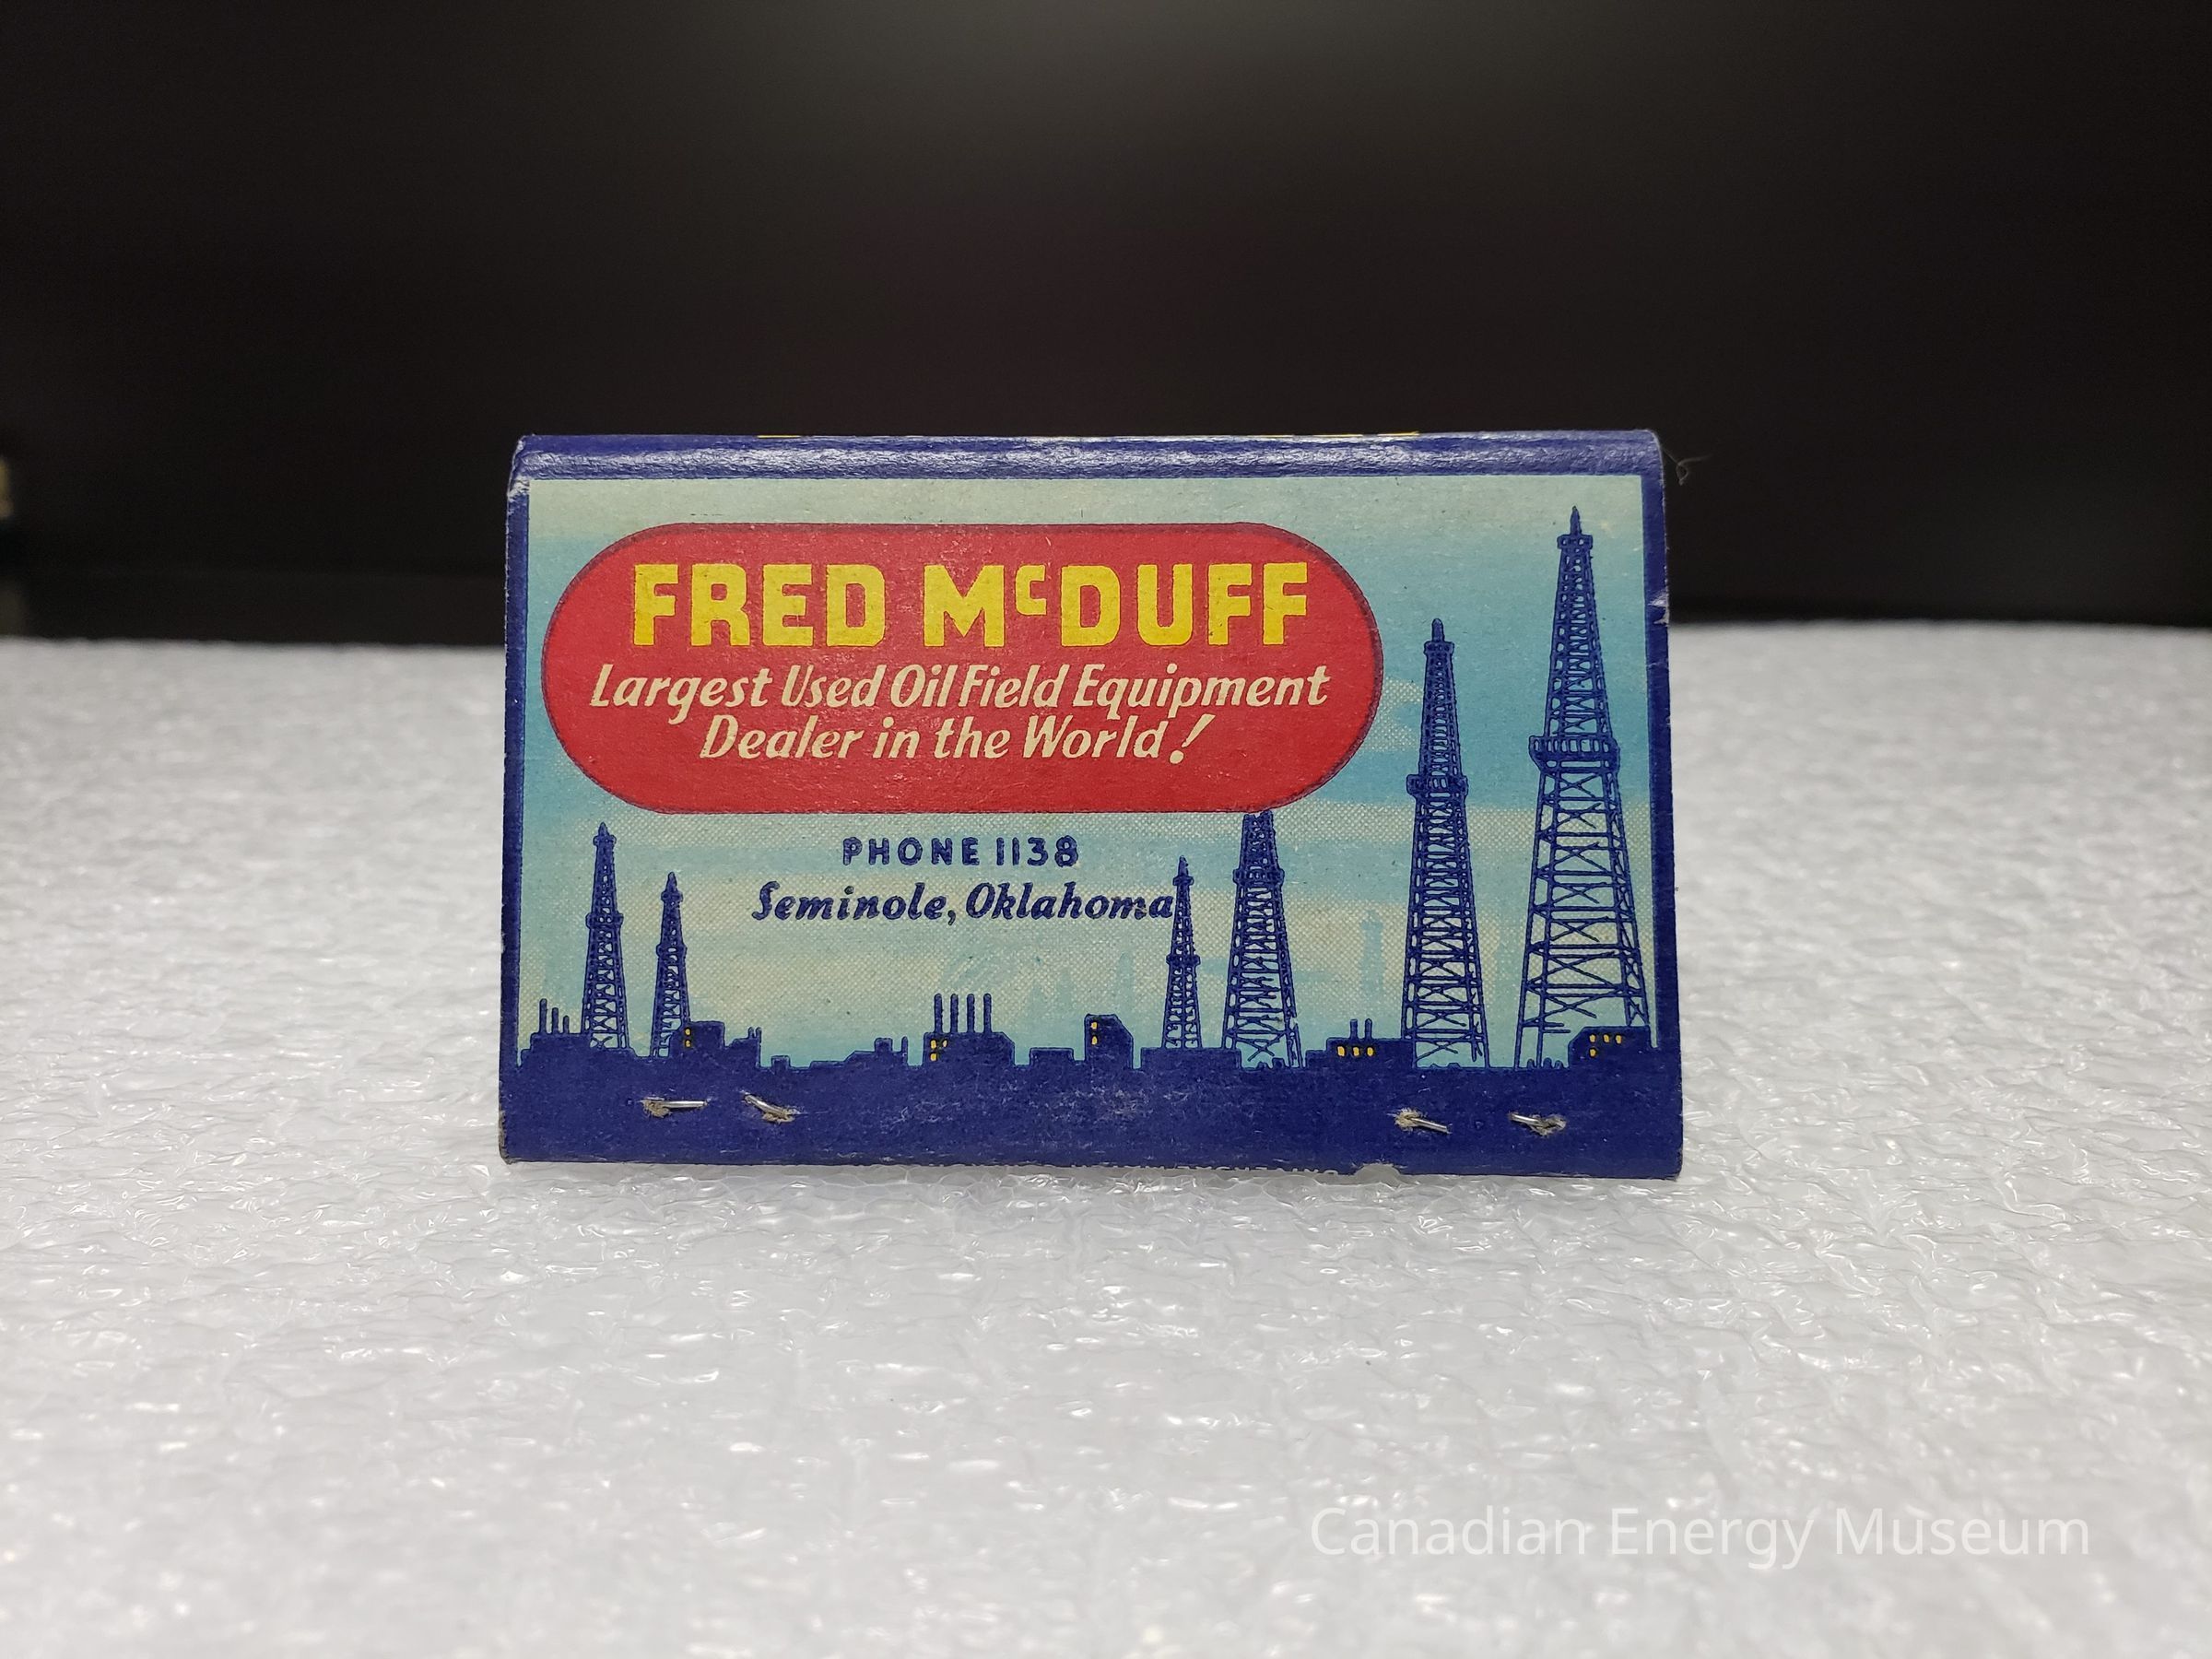 FRED McDUFF
Largest Used Oil Field Equipment
Dealer in the World!
PHONE 1138
Seminole, Oklahoma
Canadian Energy Museum